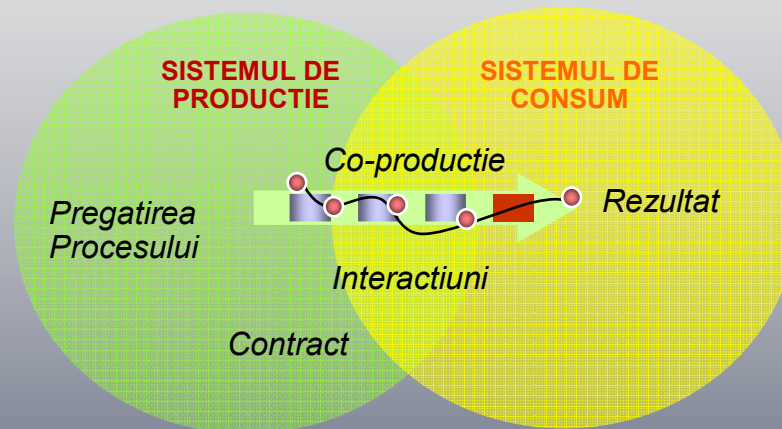 SISTEMUL DE
PRODUCTIE
SISTEMUL DE
CONSUM
Co-productie
Pregatirea
Procesului
Rezultat
Interactiuni
Contract